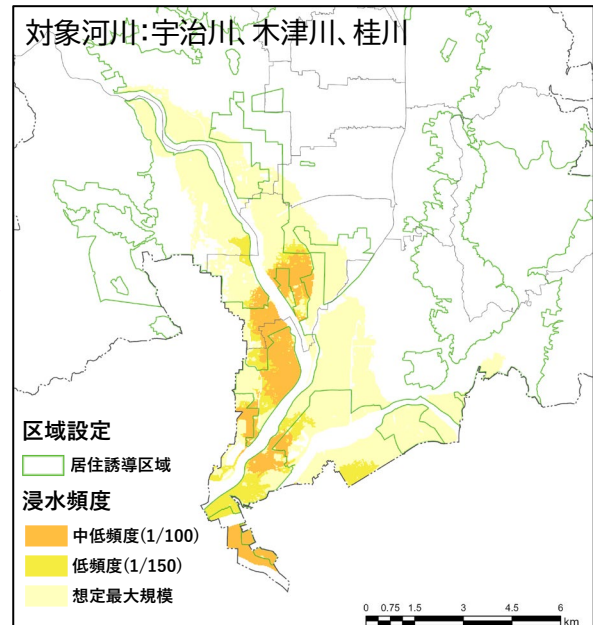 対象河川:宇治川、木津川、桂川
区域設定
居住誘導区域
浸水頻度
中低頻度(1/100)
低頻度(1/150)
想定最大規模
0 0.75 1.5 3 4.5 6
km